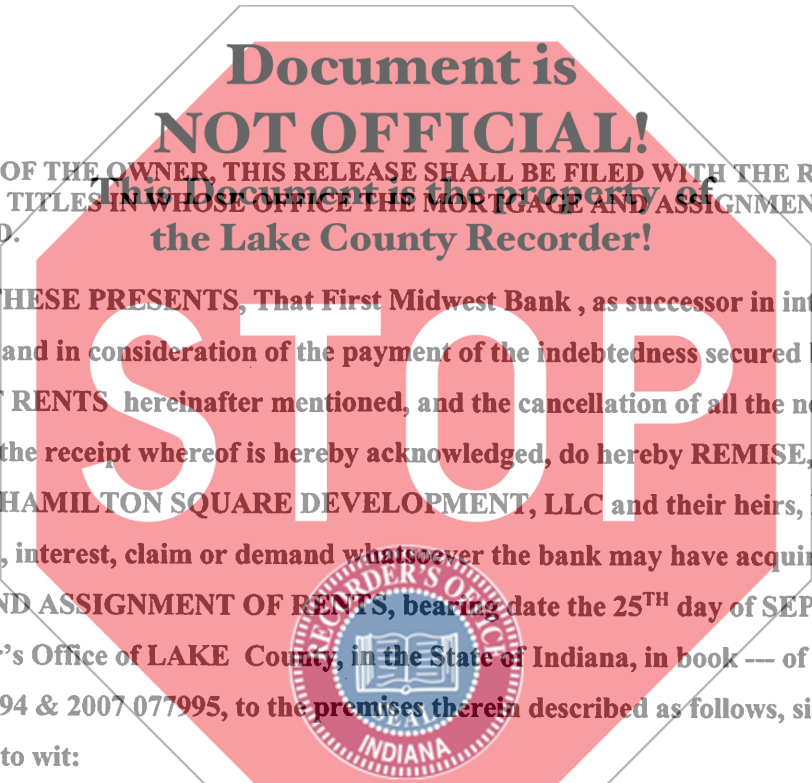 Document is
NOT OFFICIAL!
OF THE OWNER, THIS RELEASE SHALL BE FILED WITH THE R
This Document is the property of
TITLES IN WHOSE OFFICE THE MORTGAGE AND ASSIGNMEN
the Lake County Recorder!
D.
THESE PRESENTS, That First Midwest Bank , as successor in int
and in consideration of the payment of the indebtedness secured
RENTS hereinafter mentioned, and the cancellation of all the no
the receipt whereof is hereby acknowledged, do hereby REMISE,
HAMILTON SQUARE DEVELOPMENT, LLC and their heirs,
, interest, claim or demand whatsoever the bank may have acquir
ND ASSIGNMENT OF RENTS, bearing date the 25TH day of SEP
r's Office of LAKE County, in the State of Indiana, in book --- of
94 & 2007 077995, to the premises therein described as follows, si
to wit:
STOP
RECORDER'S OFFICE
INDIANA